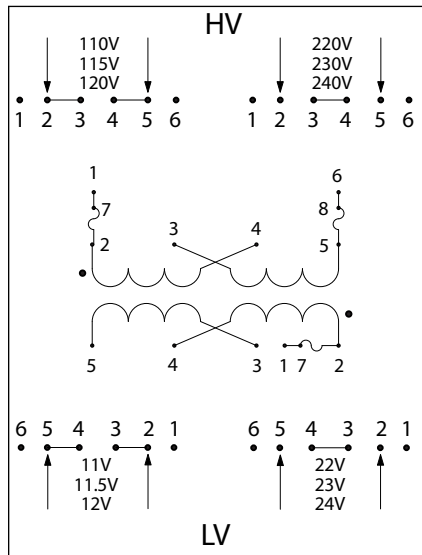 HV
110V 220V
115V 230V
120V 240V
1 2 3 4 5 6 1 2 3 4 5 6
1 6
7 8
2 3 4 5
5 4 3 1 7 2
6 5 4 3 2 1 6 5 4 3 2 1
11V 22V
11.5V 23V
12V 24V
LV